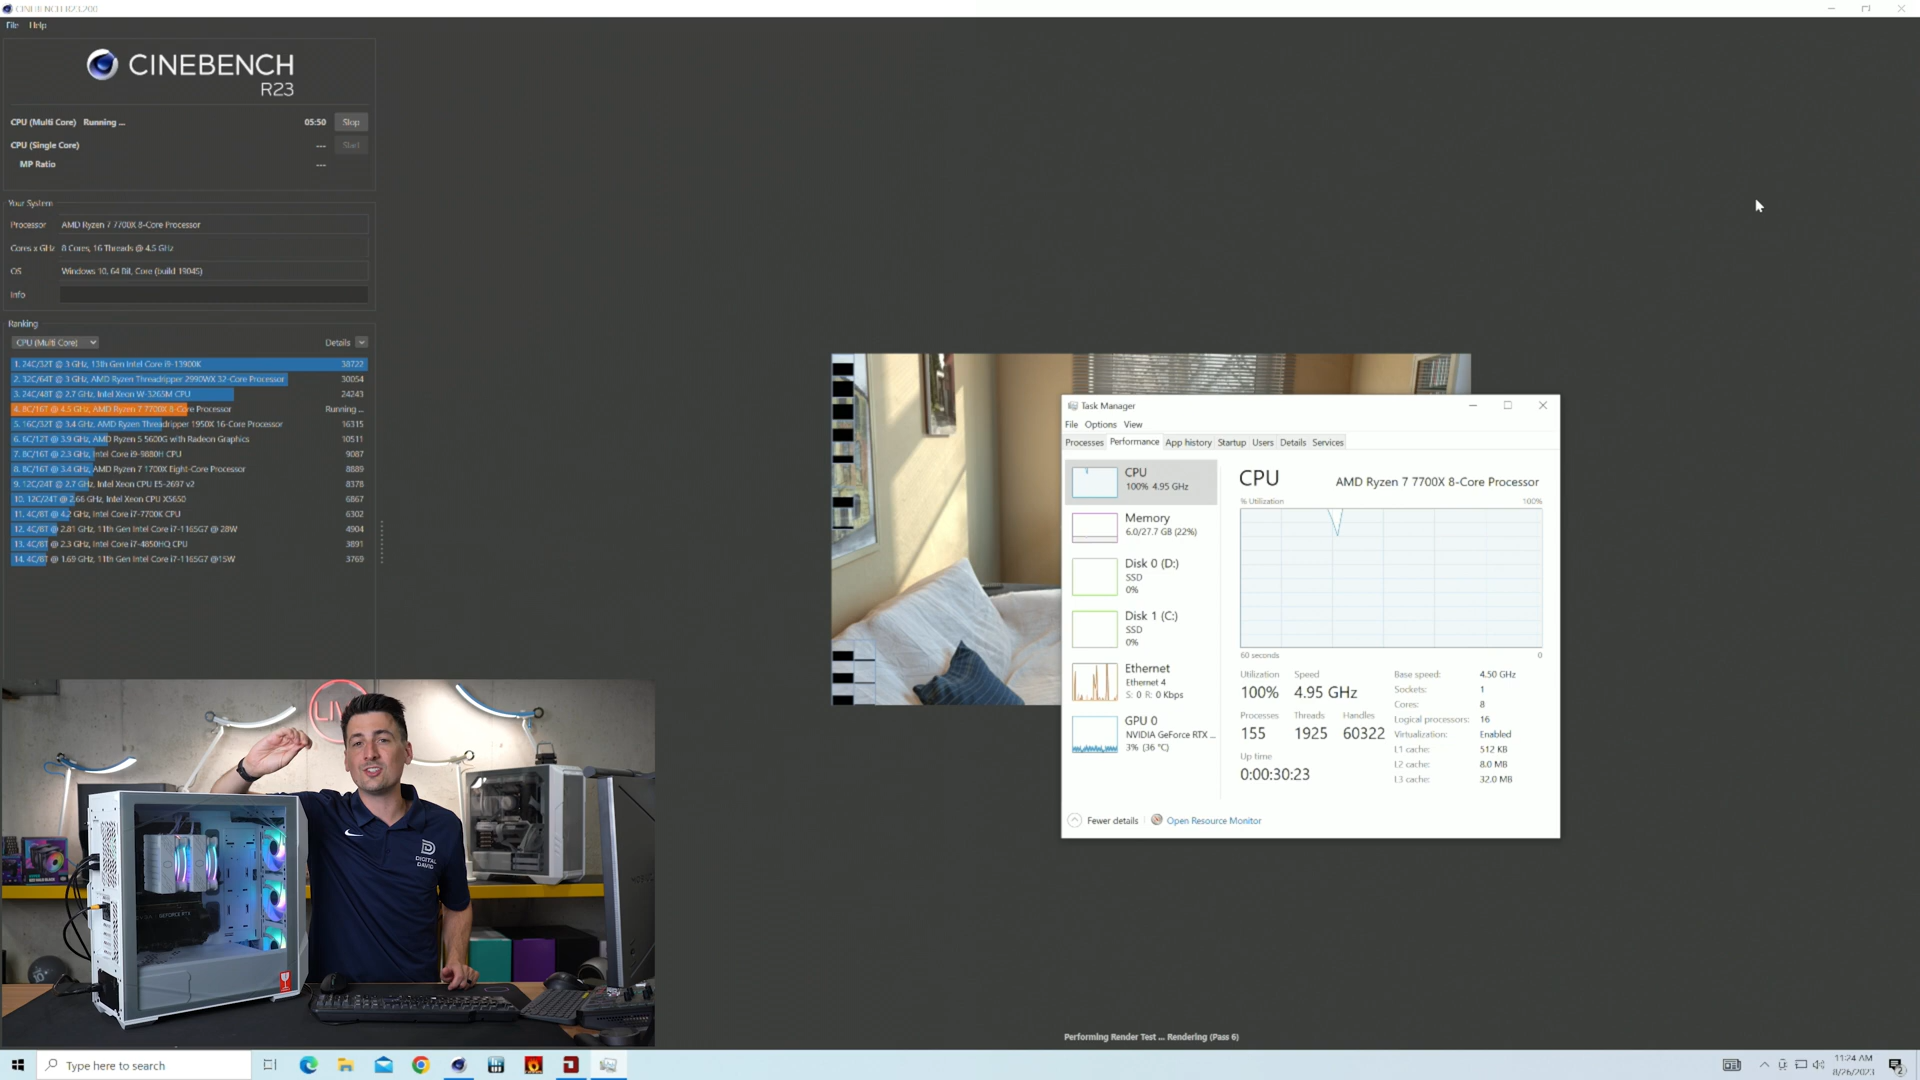 CINEBENCH R23.200
File Help
CINEBENCH
R23
CPU (Multi Core) Running ... 05:50 Stop
CPU (Single Core) --- Start
MP Ratio ---
Your System
Processor AMD Ryzen 7 7700X 8-Core Processor
Cores x GHz 8 Cores, 16 Threads @ 4.5 GHz
OS Windows 10, 64 Bit, Core (build 19045)
Info
Ranking
CPU (Multi Core) Details
1. 24C/32T @ 3 GHz, 13th Gen Intel Core i9-13900K 38722
2. 32C/64T @ 3 GHz, AMD Ryzen Threadripper 2990WX 32-Core Processor 30054
3. 24C/48T @ 2.7 GHz, Intel Xeon W-3265M CPU 24243
4. 8C/16T @ 4.5 GHz, AMD Ryzen 7 7700X 8-Core Processor Running ...
5. 16C/32T @ 3.4 GHz, AMD Ryzen Threadripper 1950X 16-Core Processor 16315
6. 6C/12T @ 3.9 GHz, AMD Ryzen 5 5600G with Radeon Graphics 10511
7. 8C/16T @ 2.3 GHz, Intel Core i9-9880H CPU 9087
8. 8C/16T @ 3.4 GHz, AMD Ryzen 7 1700X Eight-Core Processor 8889
9. 12C/24T @ 2.7 GHz, Intel Xeon CPU E5-2697 v2 8378
10. 12C/24T @ 2.66 GHz, Intel Xeon CPU X5650 6867
11. 4C/8T @ 4.2 GHz, Intel Core i7-7700K CPU 6302
12. 4C/8T @ 2.81 GHz, 11th Gen Intel Core i7-1165G7 @ 28W 4904
13. 4C/8T @ 2.3 GHz, Intel Core i7-4850HQ CPU 3891
14. 4C/8T @ 1.69 GHz, 11th Gen Intel Core i7-1165G7 @15W 3769
Task Manager
File Options View
Processes Performance App history Startup Users Details Services
CPU
100% 4.95 GHz
Memory
6.0/27.7 GB (22%)
Disk 0 (D:)
SSD
0%
Disk 1 (C:)
SSD
0%
Ethernet
Ethernet 4
S: 0 R: 0 Kbps
GPU 0
NVIDIA GeForce RTX ...
3% (36 °C)
CPU AMD Ryzen 7 7700X 8-Core Processor
% Utilization 100%
60 seconds 0
Utilization Speed
100% 4.95 GHz
Processes Threads Handles
155 1925 60322
Up time
0:00:30:23
Base speed: 4.50 GHz
Sockets: 1
Cores: 8
Logical processors: 16
Virtualization: Enabled
L1 cache: 512 KB
L2 cache: 8.0 MB
L3 cache: 32.0 MB
Fewer details Open Resource Monitor
LIV
DIGITAL
DAVID
GEFORCE RTX
Performing Render Test ... Rendering (Pass 6)
Type here to search
11:24 AM
8/26/2023
2